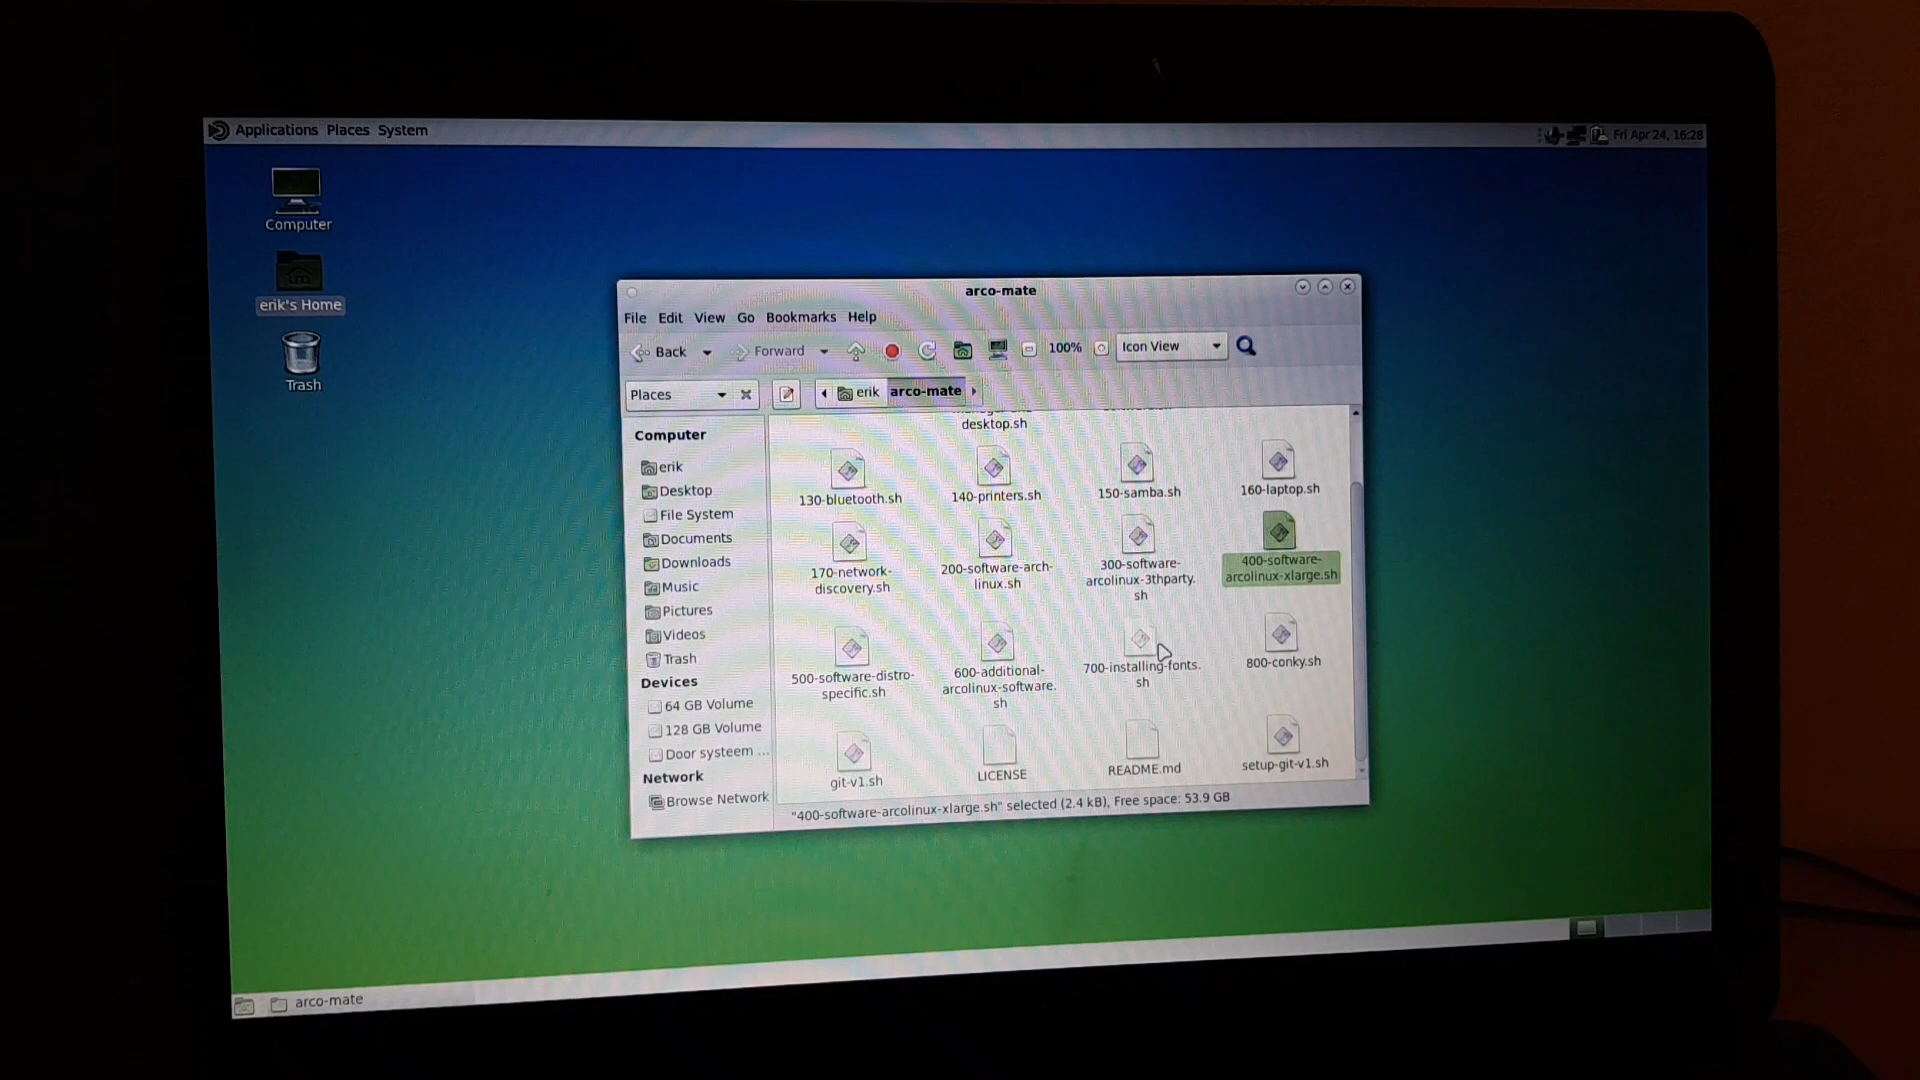 Applications Places System
Fri Apr 24, 16:28
Computer
erik's Home
Trash
arco-mate
File Edit View Go Bookmarks Help
Back Forward 100% Icon View
Places erik arco-mate
Computer
erik
Desktop
File System
Documents
Downloads
Music
Pictures
Videos
Trash
Devices
64 GB Volume
128 GB Volume
Door systeem ...
Network
Browse Network
desktop.sh
130-bluetooth.sh
140-printers.sh
150-samba.sh
160-laptop.sh
170-network-
discovery.sh
200-software-arch-
linux.sh
300-software-
arcolinux-3thparty.
sh
400-software-
arcolinux-xlarge.sh
500-software-distro-
specific.sh
600-additional-
arcolinux-software.
sh
700-installing-fonts.
sh
800-conky.sh
git-v1.sh
LICENSE
README.md
setup-git-v1.sh
"400-software-arcolinux-xlarge.sh" selected (2.4 kB), Free space: 53.9 GB
arco-mate